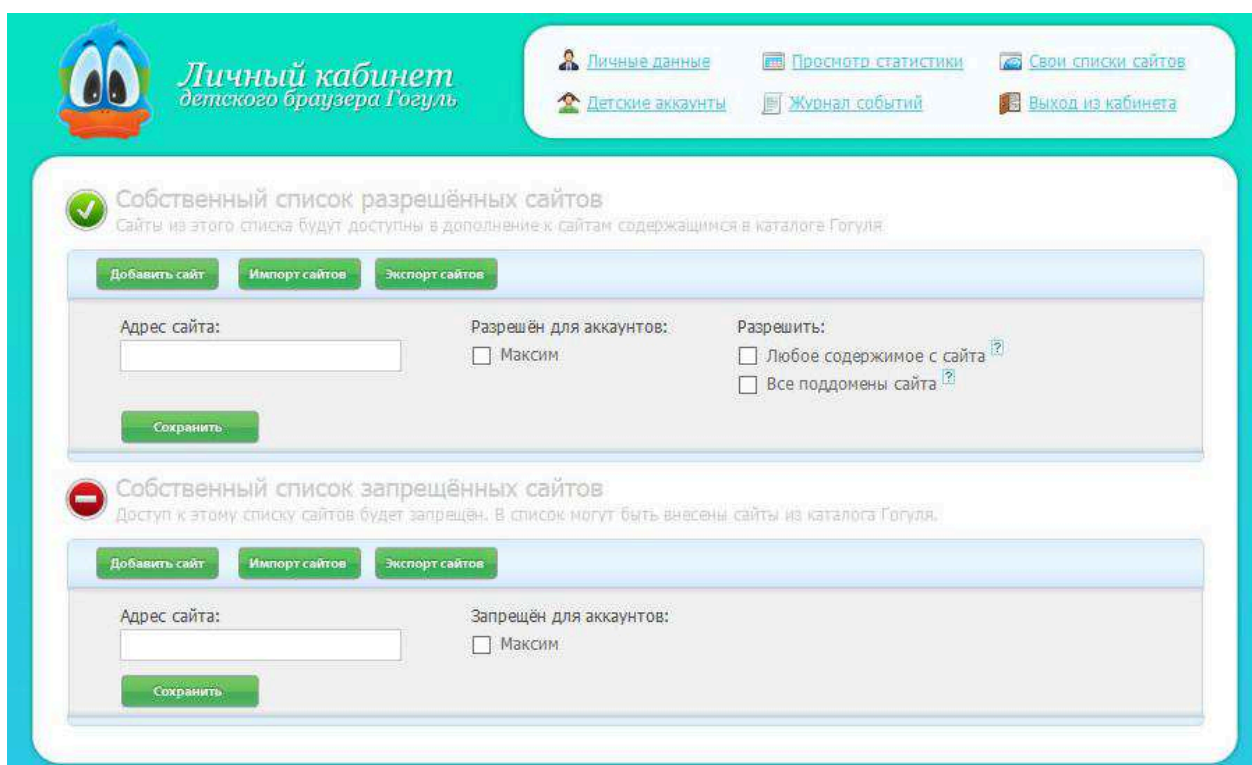 Личный кабинет
детского браузера Гогуль
Личные данные
Просмотр статистики
Свои списки сайтов
Детские аккаунты
Журнал событий
Выход из кабинета
Собственный список разрешённых сайтов
Сайты из этого списка будут доступны в дополнение к сайтам содержащимся в каталоге Гогуля
Добавить сайт
Импорт сайтов
Экспорт сайтов
Адрес сайта:
Разрешён для аккаунтов:
Разрешить:
Максим
Любое содержимое с сайта ?
Все поддомены сайта ?
Сохранить
Собственный список запрещённых сайтов
Доступ к этому списку сайтов будет запрещён. В список могут быть внесены сайты из каталога Гогуля.
Добавить сайт
Импорт сайтов
Экспорт сайтов
Адрес сайта:
Запрещён для аккаунтов:
Максим
Сохранить